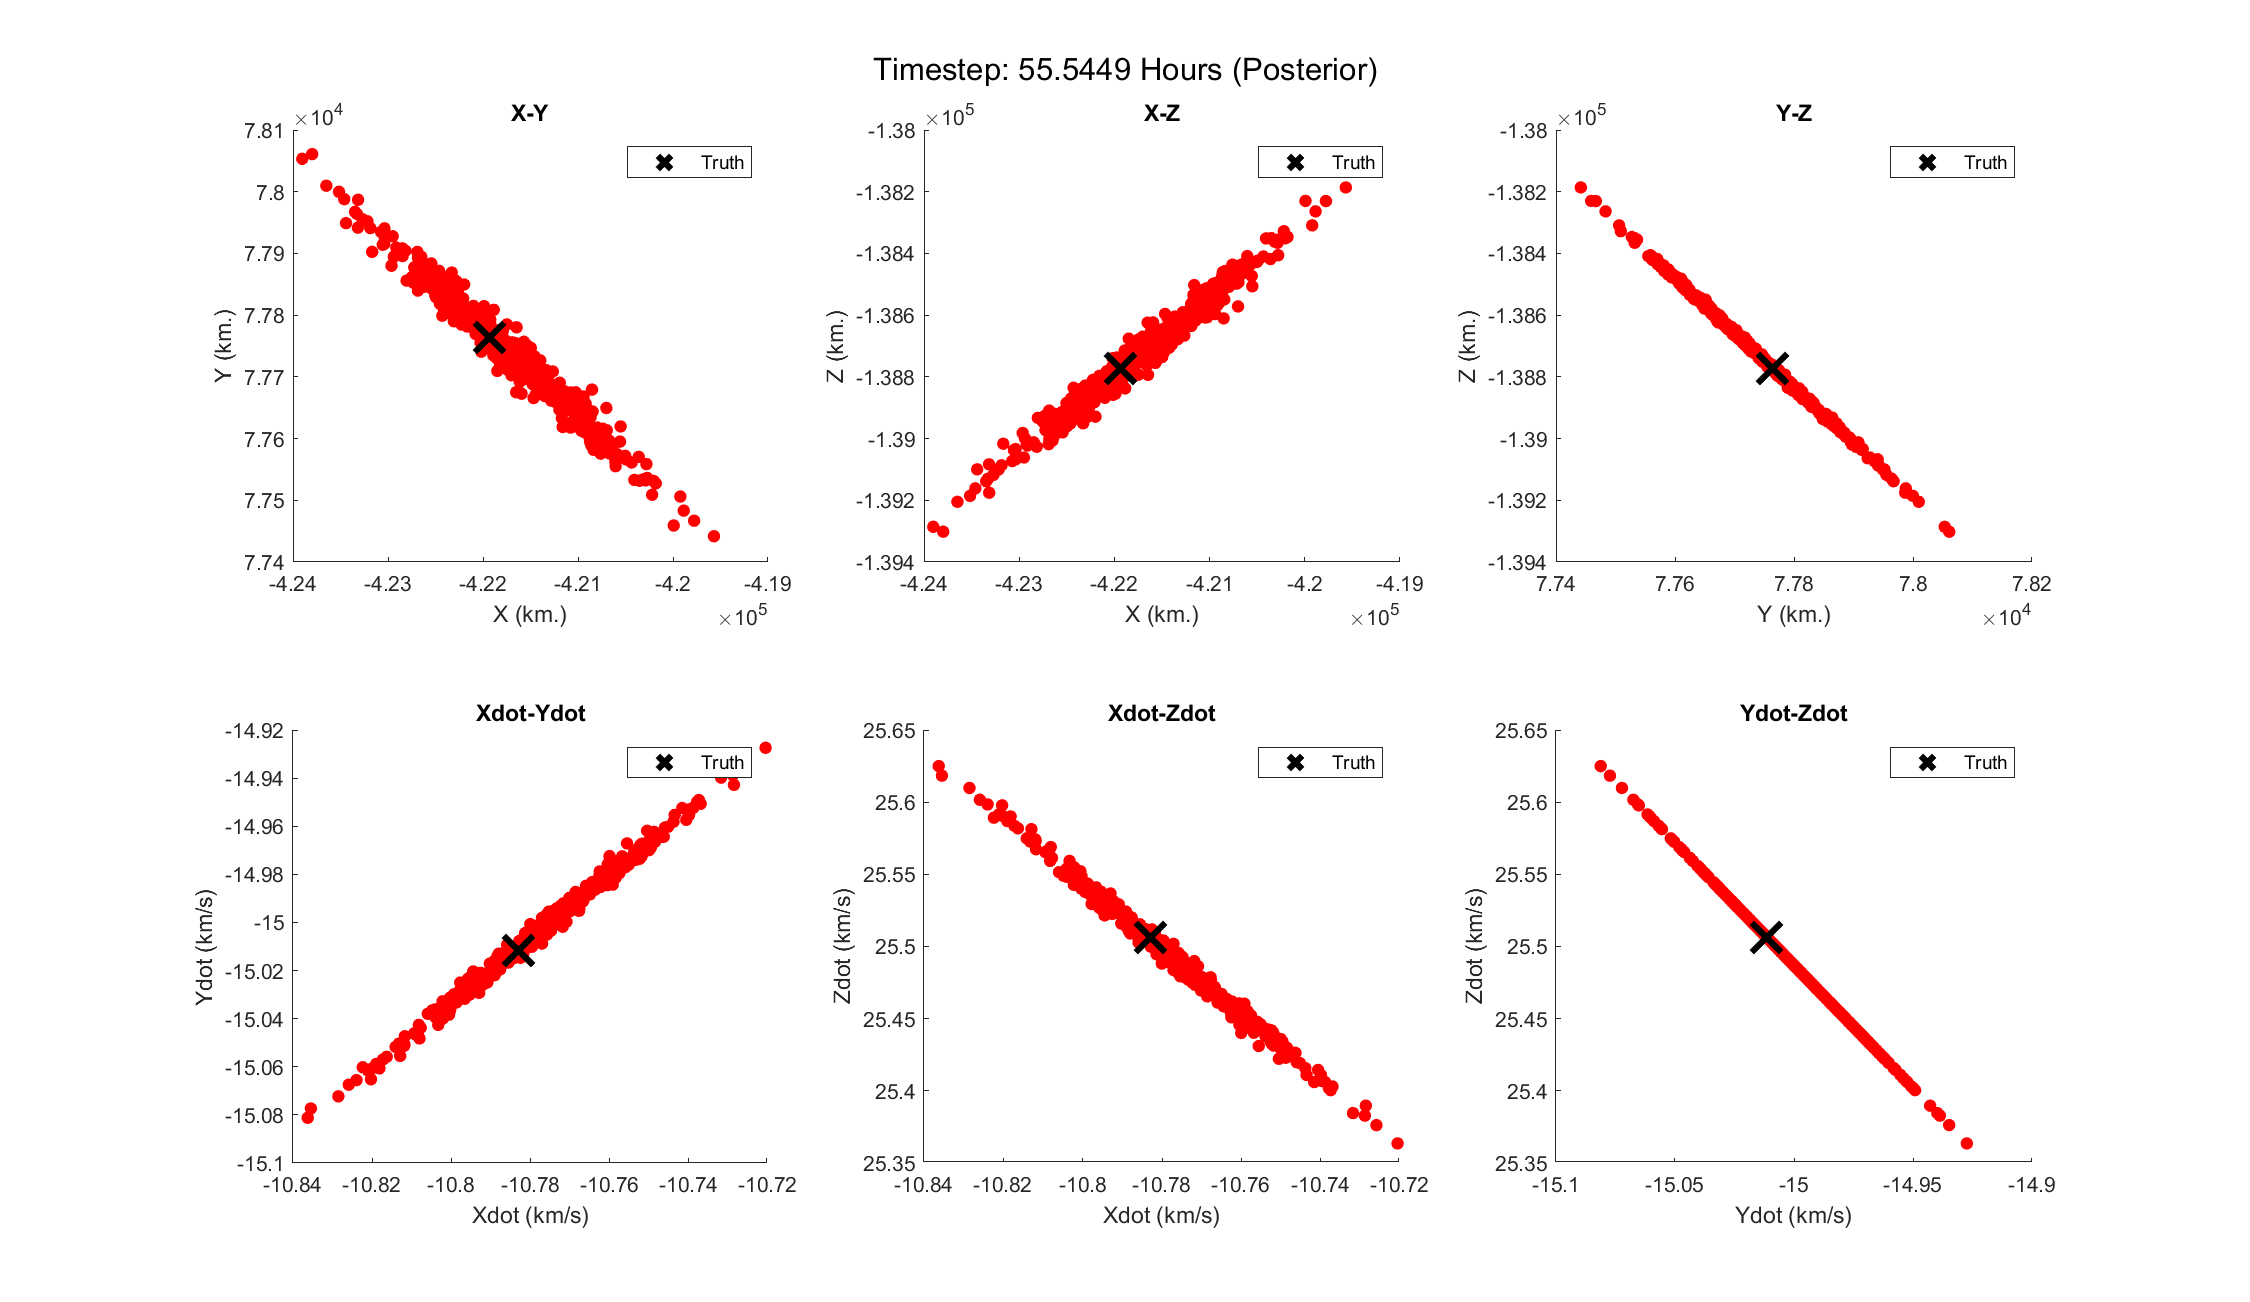 Timestep: 55.5449 Hours (Posterior)
X-Y
×10^4
7.81
7.8
7.79
7.78
7.77
7.76
7.75
7.74
Y (km.)
Truth
-4.24 -4.23 -4.22 -4.21 -4.2 -4.19
X (km.)
×10^5
X-Z
×10^5
-1.38
-1.382
-1.384
-1.386
-1.388
-1.39
-1.392
-1.394
Z (km.)
Truth
-4.24 -4.23 -4.22 -4.21 -4.2 -4.19
X (km.)
×10^5
Y-Z
×10^5
-1.38
-1.382
-1.384
-1.386
-1.388
-1.39
-1.392
-1.394
Z (km.)
Truth
7.74 7.76 7.78 7.8 7.82
Y (km.)
×10^4
Xdot-Ydot
-14.92
-14.94
-14.96
-14.98
-15
-15.02
-15.04
-15.06
-15.08
-15.1
Ydot (km/s)
Truth
-10.84 -10.82 -10.8 -10.78 -10.76 -10.74 -10.72
Xdot (km/s)
Xdot-Zdot
25.65
25.6
25.55
25.5
25.45
25.4
25.35
Zdot (km/s)
Truth
-10.84 -10.82 -10.8 -10.78 -10.76 -10.74 -10.72
Xdot (km/s)
Ydot-Zdot
25.65
25.6
25.55
25.5
25.45
25.4
25.35
Zdot (km/s)
Truth
-15.1 -15.05 -15 -14.95 -14.9
Ydot (km/s)